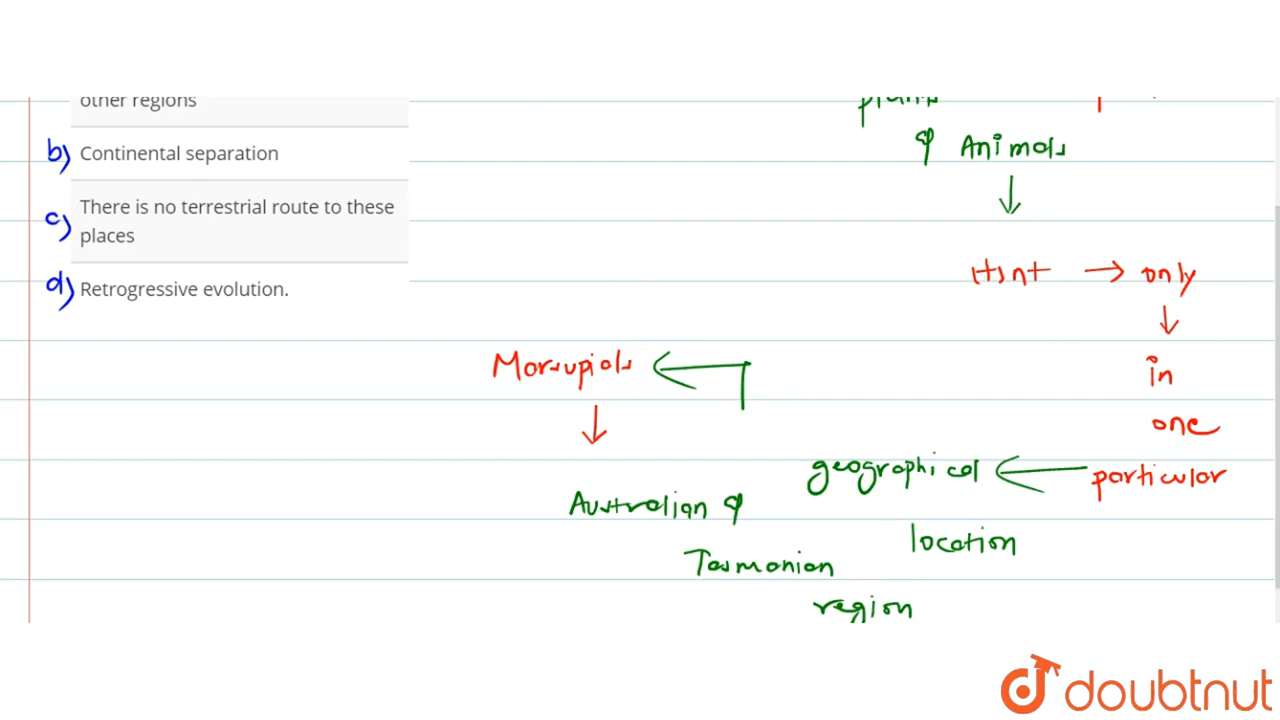 other regions
b) Continental separation
c) There is no terrestrial route to these
places
d) Retrogressive evolution.
& Animals
→ only
in
one
particular
geographical
location
Marsupials
Australian &
Tasmanian
region
doubtnut